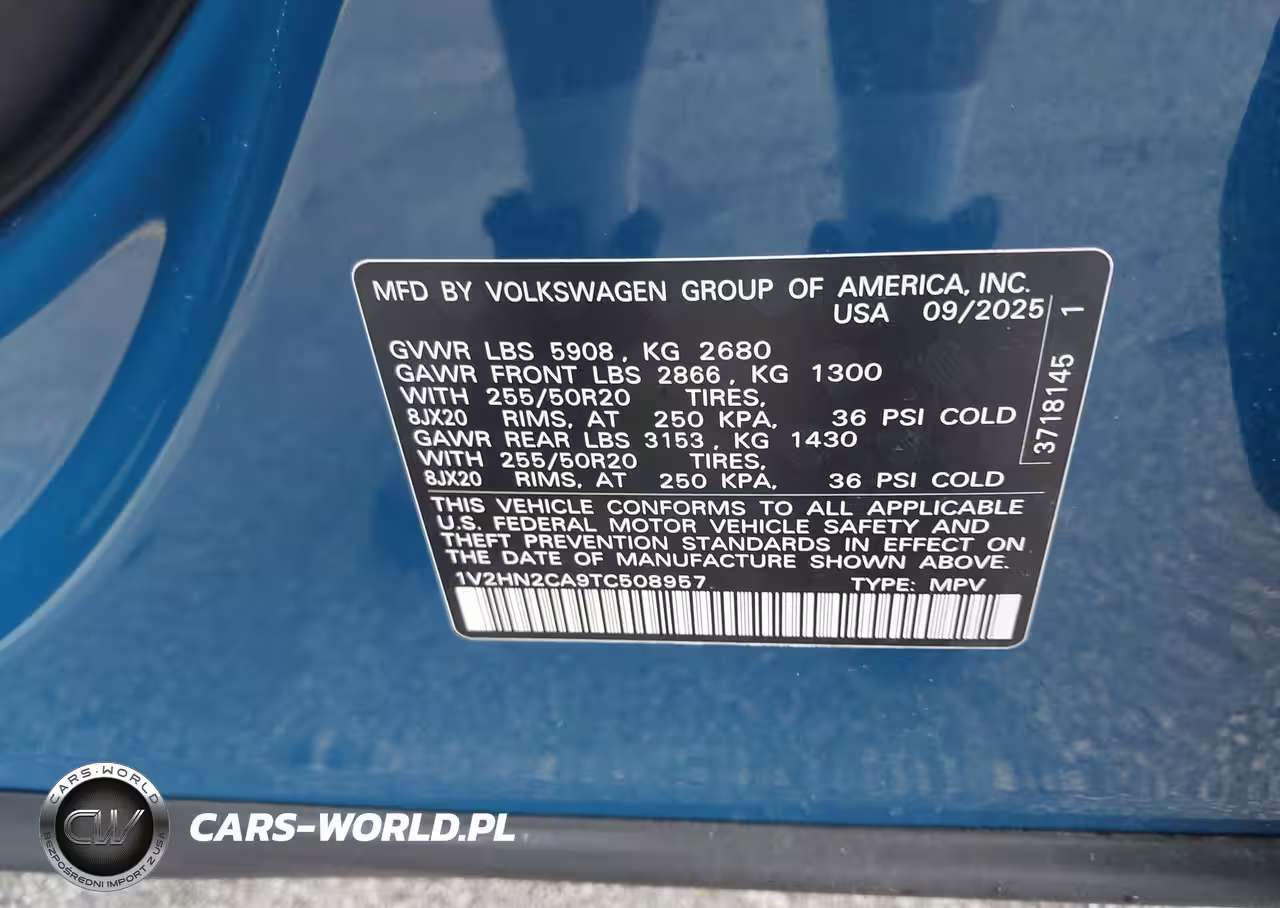 MFD BY VOLKSWAGEN GROUP OF AMERICA, INC.
USA 09/2025
GVWR LBS 5908, KG 2680
GAWR FRONT LBS 2866, KG 1300
WITH 255/50R20 TIRES,
8JX20 RIMS, AT 250 KPA, 36 PSI COLD
GAWR REAR LBS 3153, KG 1430
WITH 255/50R20 TIRES,
8JX20 RIMS, AT 250 KPA, 36 PSI COLD
3718145 1
THIS VEHICLE CONFORMS TO ALL APPLICABLE
U.S. FEDERAL MOTOR VEHICLE SAFETY AND
THEFT PREVENTION STANDARDS IN EFFECT ON
THE DATE OF MANUFACTURE SHOWN ABOVE.
1V2HN2CA9TC508957 TYPE: MPV
CARS-WORLD
CW
BEZPOŚREDNI IMPORT Z USA
CARS-WORLD.PL